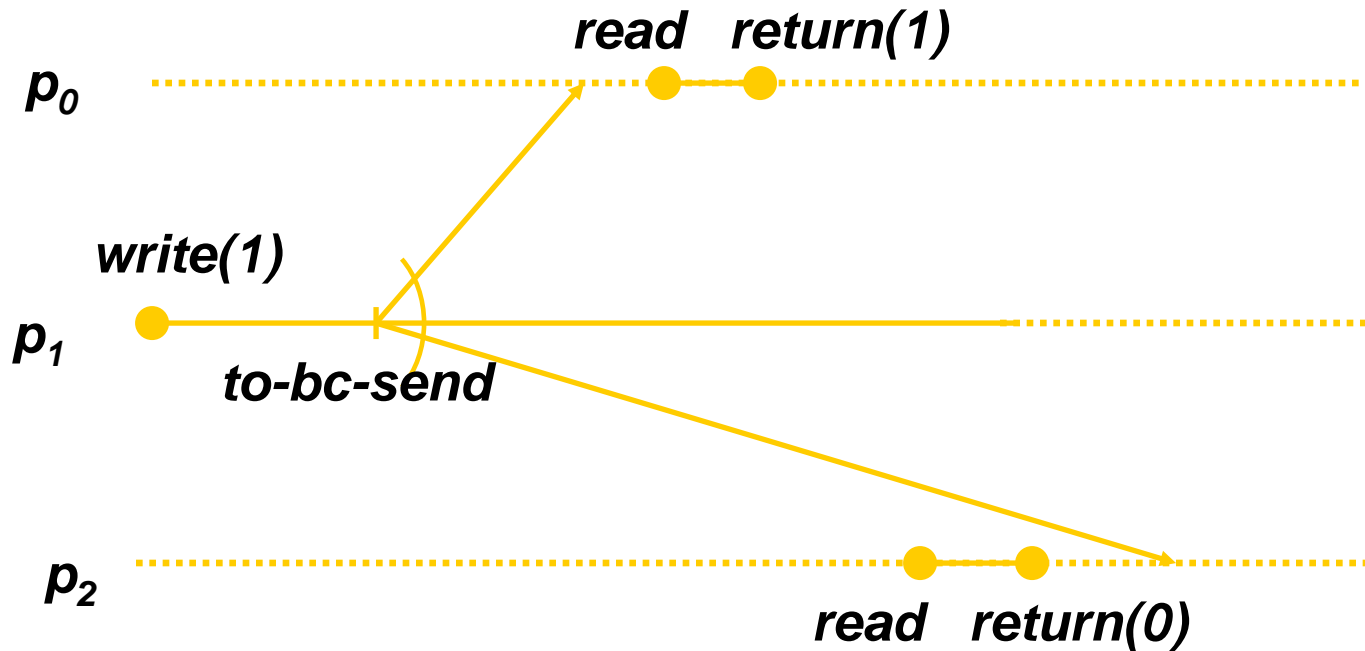 read return(1)
p0
write(1)
p1
to-bc-send
p2
read return(0)